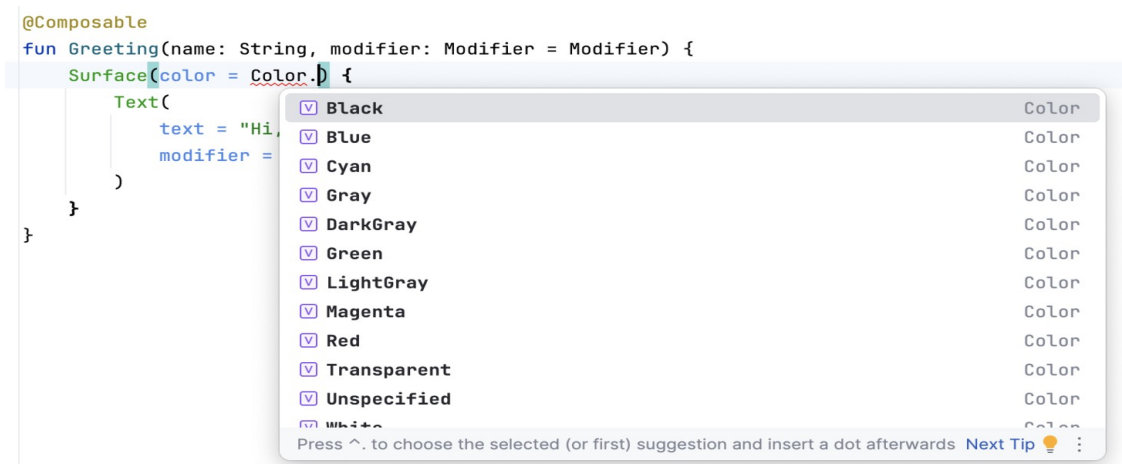 @Composable
fun Greeting(name: String, modifier: Modifier = Modifier) {
Surface(color = Color.) {
Text(
text = "Hi,
modifier =
)
}
}
Black Color
Blue Color
Cyan Color
Gray Color
DarkGray Color
Green Color
LightGray Color
Magenta Color
Red Color
Transparent Color
Unspecified Color
White Color
Press ^. to choose the selected (or first) suggestion and insert a dot afterwards Next Tip